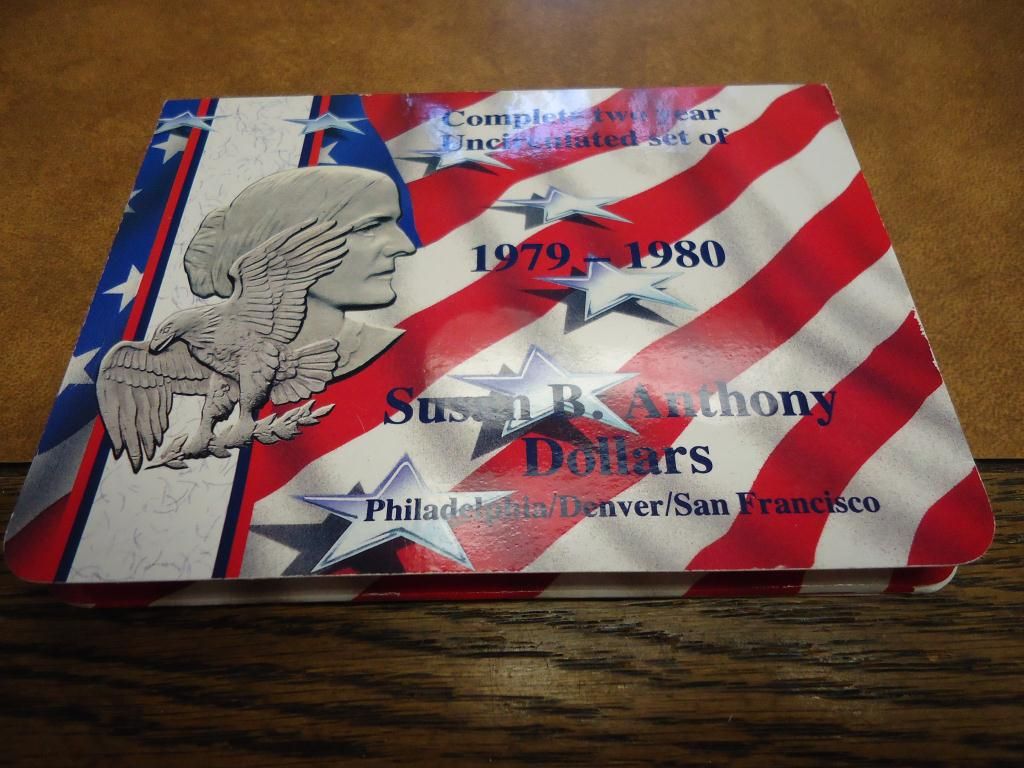 Complete two year
Uncirculated set of
1979 – 1980
Susan B. Anthony
Dollars
Philadelphia/Denver/San Francisco